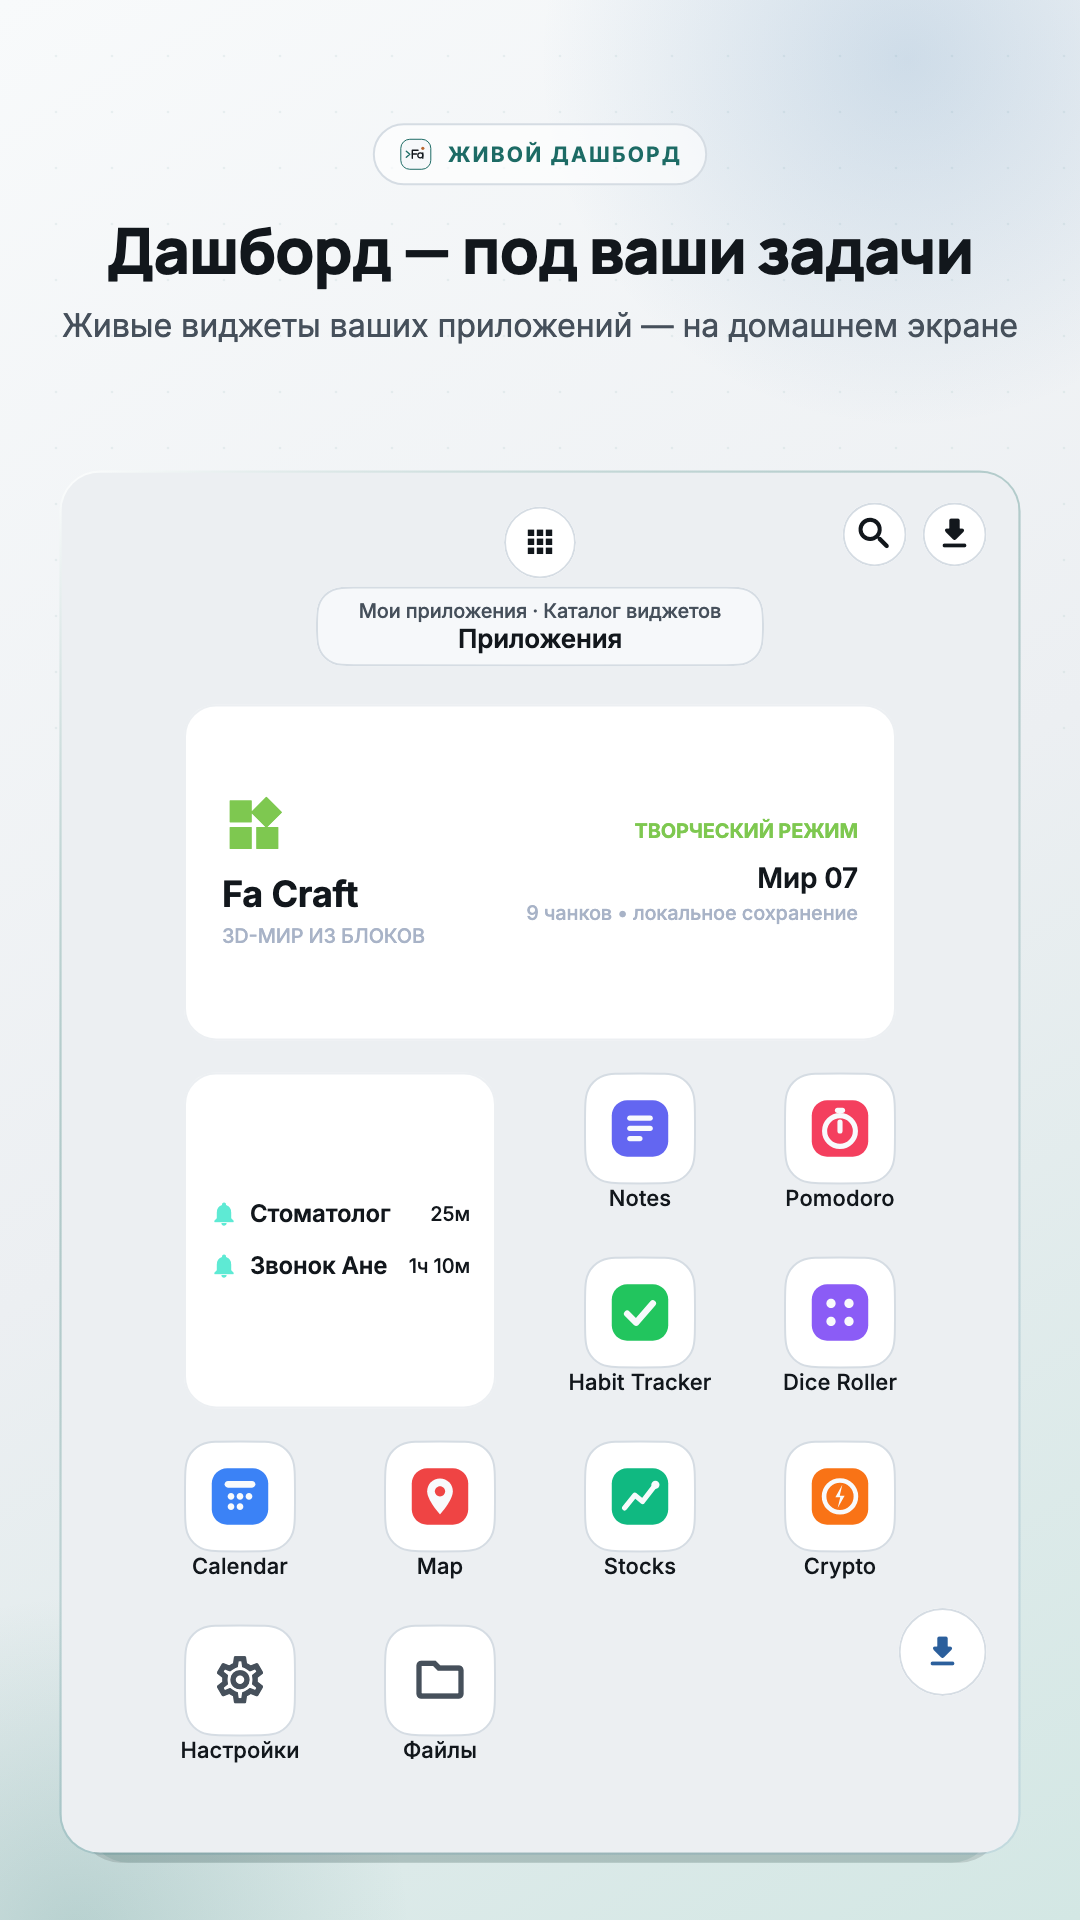 >Fa ЖИВОЙ ДАШБОРД
Дашборд — под ваши задачи
Живые виджеты ваших приложений — на домашнем экране
Мои приложения · Каталог виджетов
Приложения
Fa Craft
3D-МИР ИЗ БЛОКОВ
ТВОРЧЕСКИЙ РЕЖИМ
Мир 07
9 чанков • локальное сохранение
Стоматолог 25м
Звонок Ане 1ч 10м
Notes
Pomodoro
Habit Tracker
Dice Roller
Calendar
Map
Stocks
Crypto
Настройки
Файлы